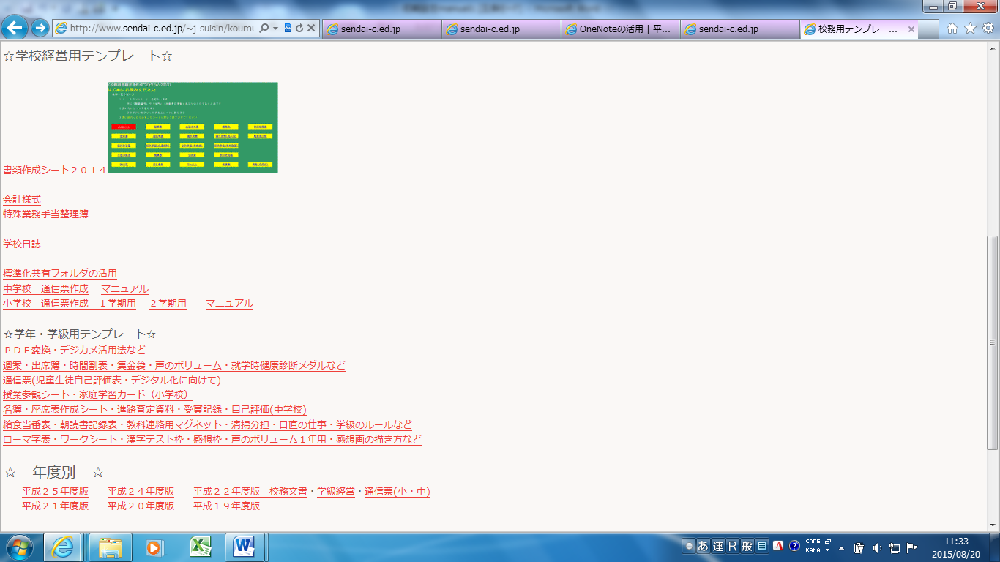 http://www.sendai-c.ed.jp/~j-suisin/koumu
sendai-c.ed.jp
sendai-c.ed.jp
OneNoteの活用 | 平...
sendai-c.ed.jp
校務用テンプレー...
☆学校経営用テンプレート☆
はじめにお読みください
書類作成シート２０１４
会計様式
特殊業務手当整理簿
学校日誌
標準化共有フォルダの活用
中学校　通信票作成　マニュアル
小学校　通信票作成　１学期用　２学期用　マニュアル
☆学年・学級用テンプレート☆
ＰＤＦ変換・デジカメ活用法など
週案・出席簿・時間割表・集金袋・声のボリューム・就学時健康診断メダルなど
通信票(児童生徒自己評価表・デジタル化に向けて)
授業参観シート・家庭学習カード（小学校）
名簿・座席表作成シート・進路査定資料・受賞記録・自己評価(中学校)
給食当番表・朝読書記録表・教科連絡用マグネット・清掃分担・日直の仕事・学級のルールなど
ローマ字表・ワークシート・漢字テスト枠・感想枠・声のボリューム１年用・感想画の描き方など
☆　年度別　☆
平成２５年度版　平成２４年度版　平成２２年度版　校務文書・学級経営・通信票(小・中)
平成２１年度版　平成２０年度版　平成１９年度版
あ 連 R 般 CAPS KANA 11:33
2015/08/20